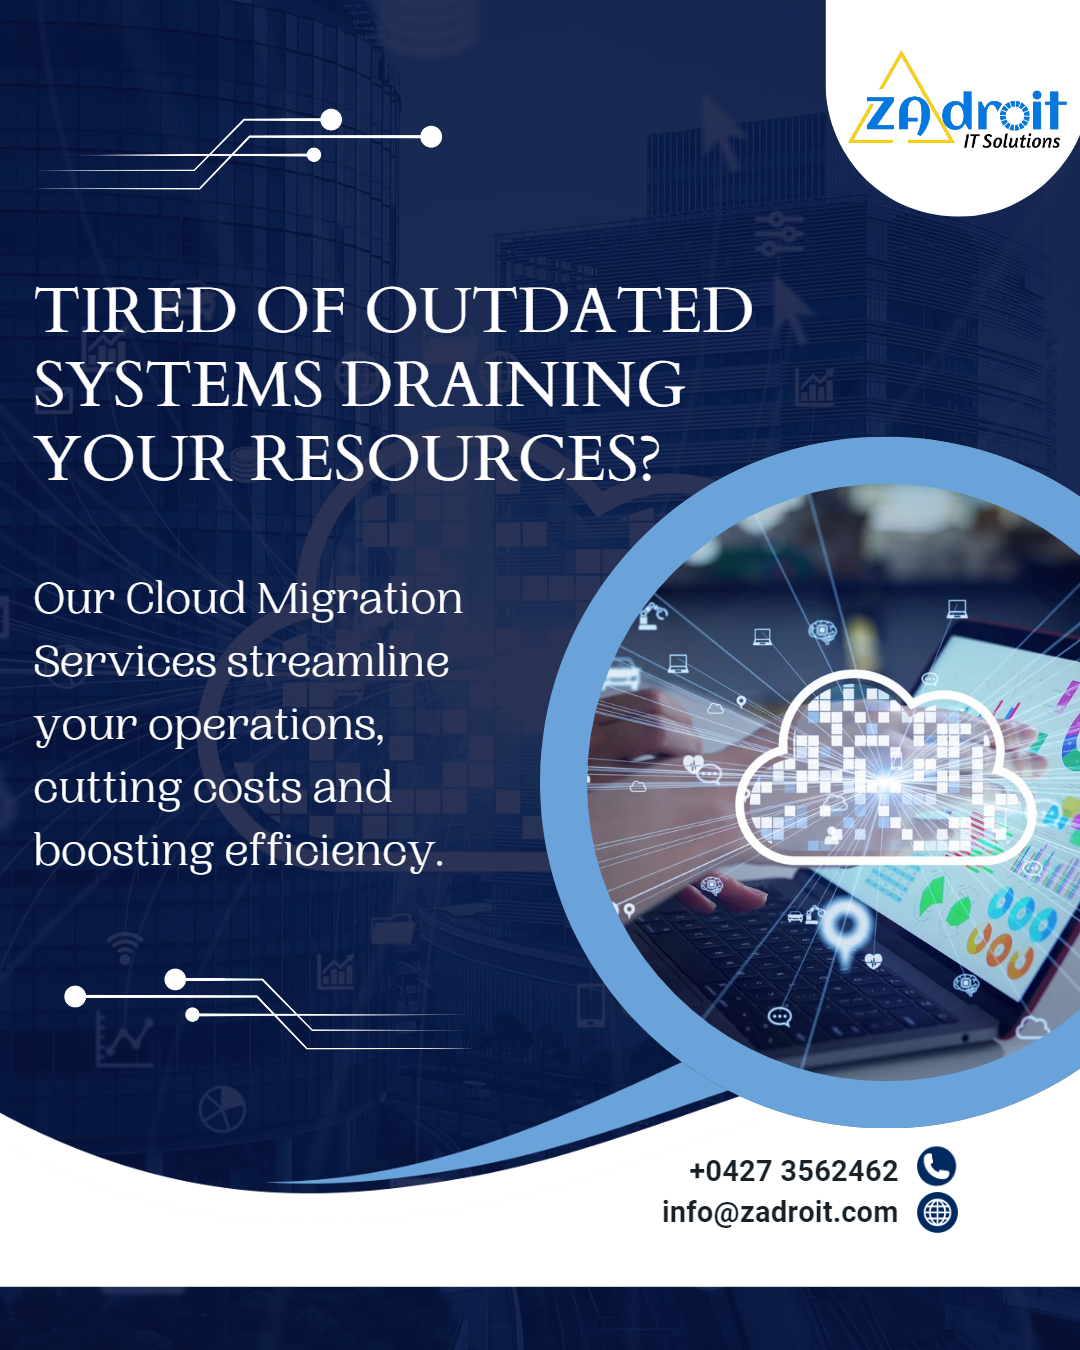 ZAdroit
IT Solutions
TIRED OF OUTDATED
SYSTEMS DRAINING
YOUR RESOURCES?
Our Cloud Migration
Services streamline
your operations,
cutting costs and
boosting efficiency.
+0427 3562462
info@zadroit.com